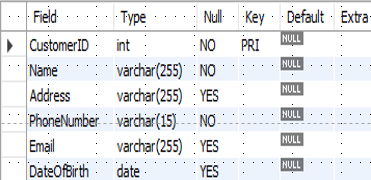 Field Type Null Key Default Extra
CustomerID int NO PRI NULL
Name varchar(255) NO NULL
Address varchar(255) YES NULL
PhoneNumber varchar(15) NO NULL
Email varchar(255) YES NULL
DateOfBirth date YES NULL